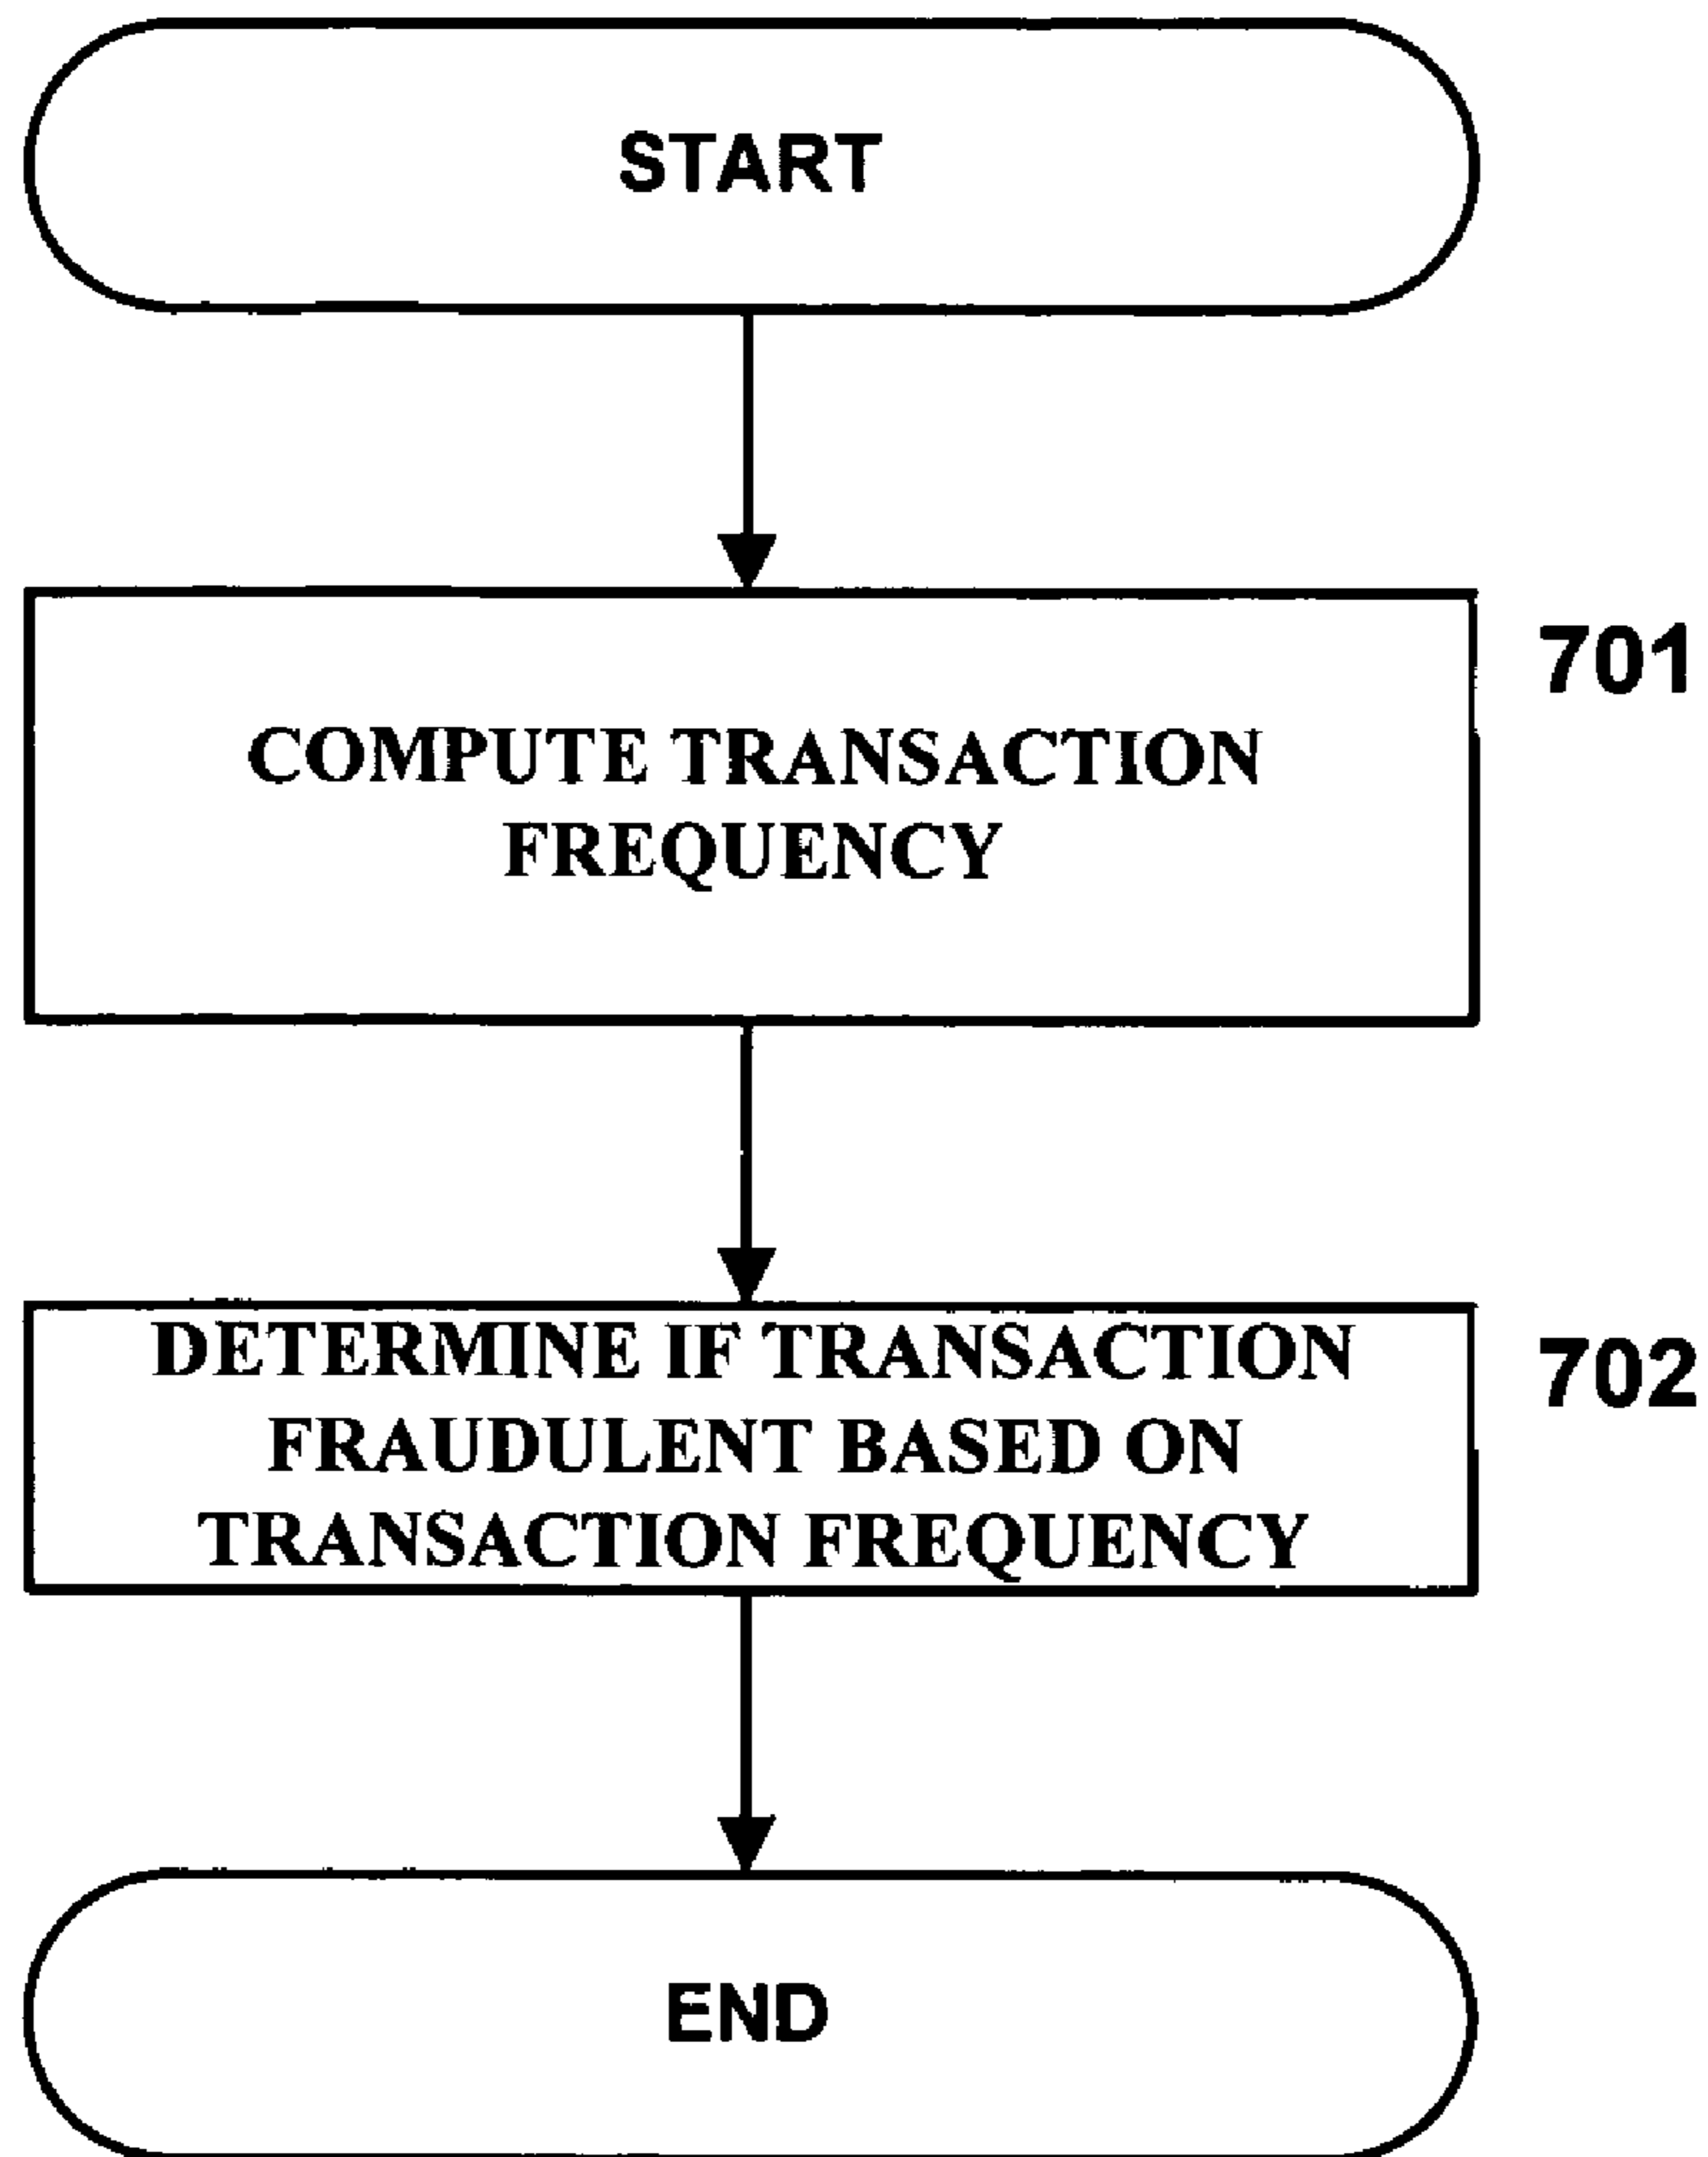 START
701
COMPUTE TRANSACTION
FREQUENCY
702
DETERMINE IF TRANSACTION
FRAUDULENT BASED ON
TRANSACTION FREQUENCY
END